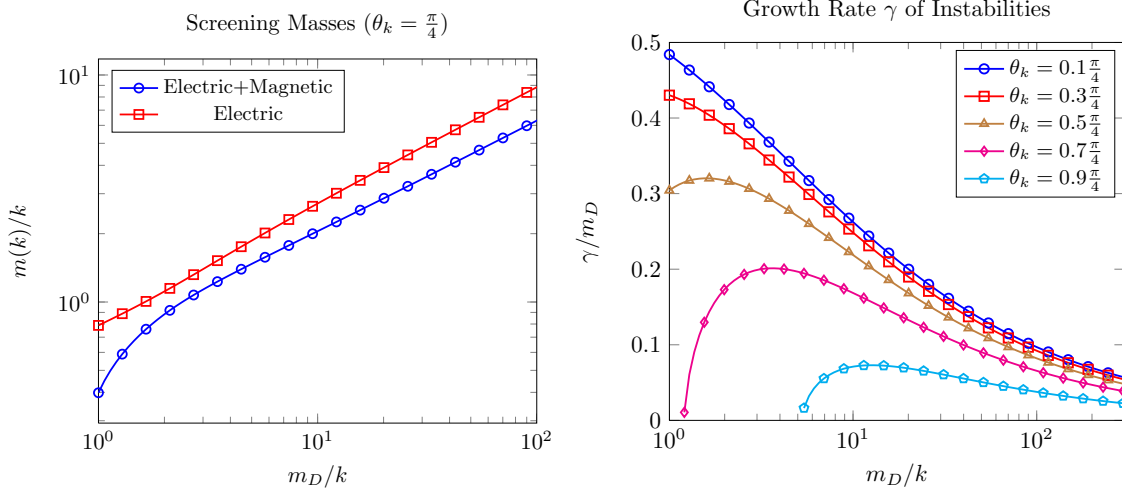 Screening Masses (θ_k = π/4)
10^1
10^0
m(k)/k
Electric+Magnetic
Electric
10^0
10^1
10^2
m_D/k
Growth Rate γ of Instabilities
0.5
0.4
0.3
0.2
0.1
0
γ/m_D
θ_k = 0.1 π/4
θ_k = 0.3 π/4
θ_k = 0.5 π/4
θ_k = 0.7 π/4
θ_k = 0.9 π/4
10^0
10^1
10^2
m_D/k